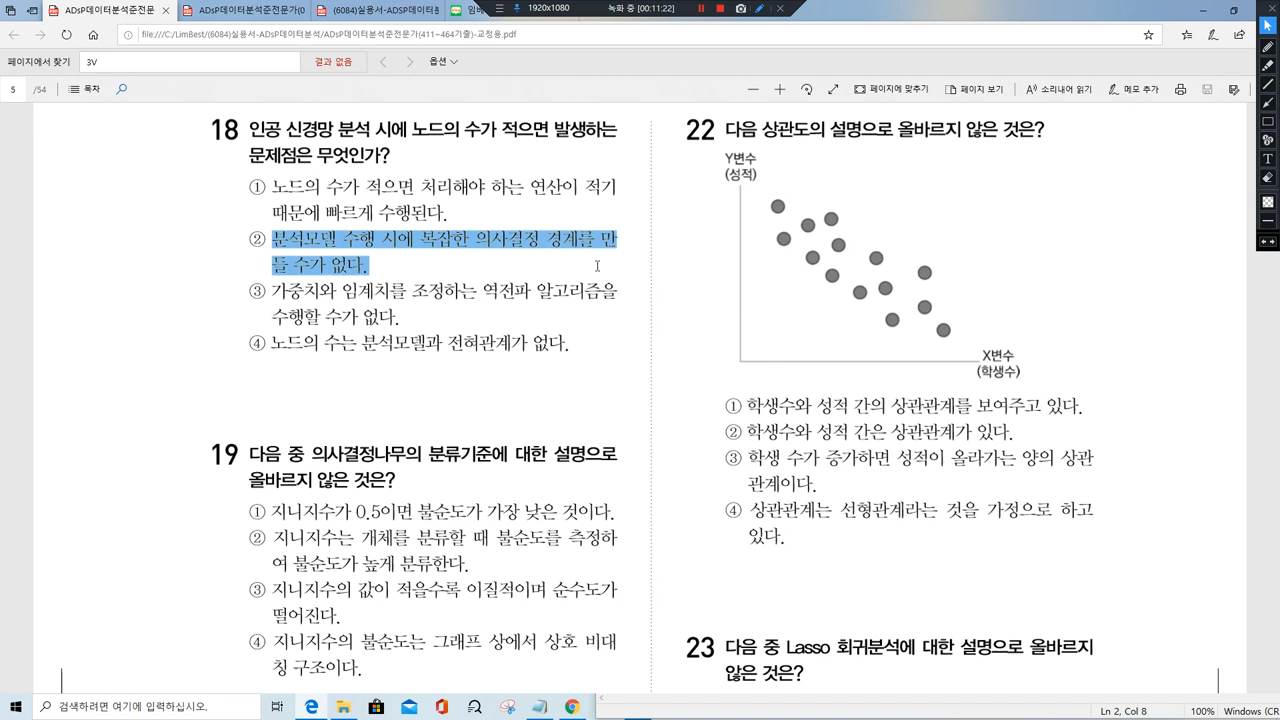 ADsP데이터분석준전문
ADsP데이터분석준전문가(0
(6084)실용서-ADsP데이터
1920x1080
녹화 중 [00:11:22]
file:///C:/LimBest/(6084)실용서-ADsP데이터분석/ADsP데이터분석준전문가(411~464기출)-교정용.pdf
페이지에서 찾기
3V
결과 없음
옵션
5 /54
목차
페이지에 맞추기
페이지 보기
소리내어 읽기
메모 추가
18 인공 신경망 분석 시에 노드의 수가 적으면 발생하는
문제점은 무엇인가?
① 노드의 수가 적으면 처리해야 하는 연산이 적기
때문에 빠르게 수행된다.
② 분석모델 수행 시에 복잡한 의사결정 경계를 만
들 수가 없다.
③ 가중치와 임계치를 조정하는 역전파 알고리즘을
수행할 수가 없다.
④ 노드의 수는 분석모델과 전혀관계가 없다.
19 다음 중 의사결정나무의 분류기준에 대한 설명으로
올바르지 않은 것은?
① 지니지수가 0.5이면 불순도가 가장 낮은 것이다.
② 지니지수는 개체를 분류할 때 불순도를 측정하
여 불순도가 높게 분류한다.
③ 지니지수의 값이 적을수록 이질적이며 순수도가
떨어진다.
④ 지니지수의 불순도는 그래프 상에서 상호 비대
칭 구조이다.
22 다음 상관도의 설명으로 올바르지 않은 것은?
Y변수
(성적)
X변수
(학생수)
① 학생수와 성적 간의 상관관계를 보여주고 있다.
② 학생수와 성적 간은 상관관계가 있다.
③ 학생 수가 증가하면 성적이 올라가는 양의 상관
관계이다.
④ 상관관계는 선형관계라는 것을 가정으로 하고
있다.
23 다음 중 Lasso 회귀분석에 대한 설명으로 올바르지
않은 것은?
검색하려면 여기에 입력하십시오.
Ln 2, Col 8
100%
Windows (CR